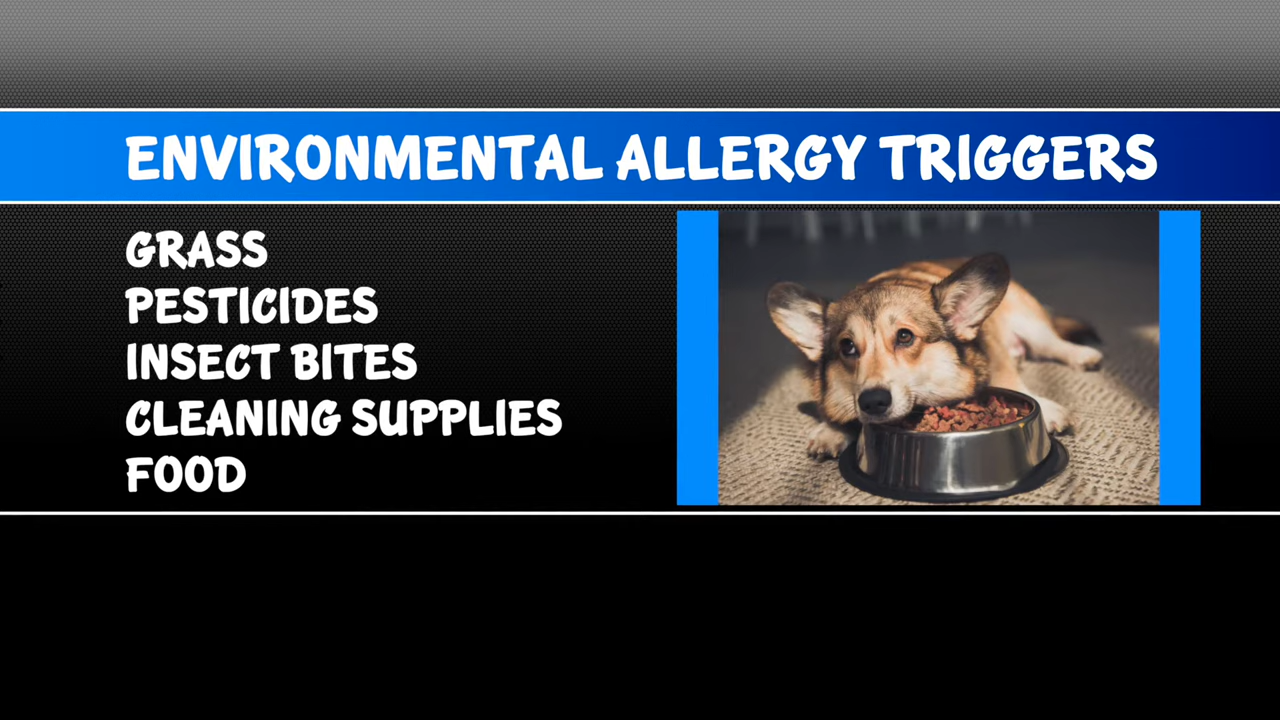 ENVIRONMENTAL ALLERGY TRIGGERS
GRASS
PESTICIDES
INSECT BITES
CLEANING SUPPLIES
FOOD